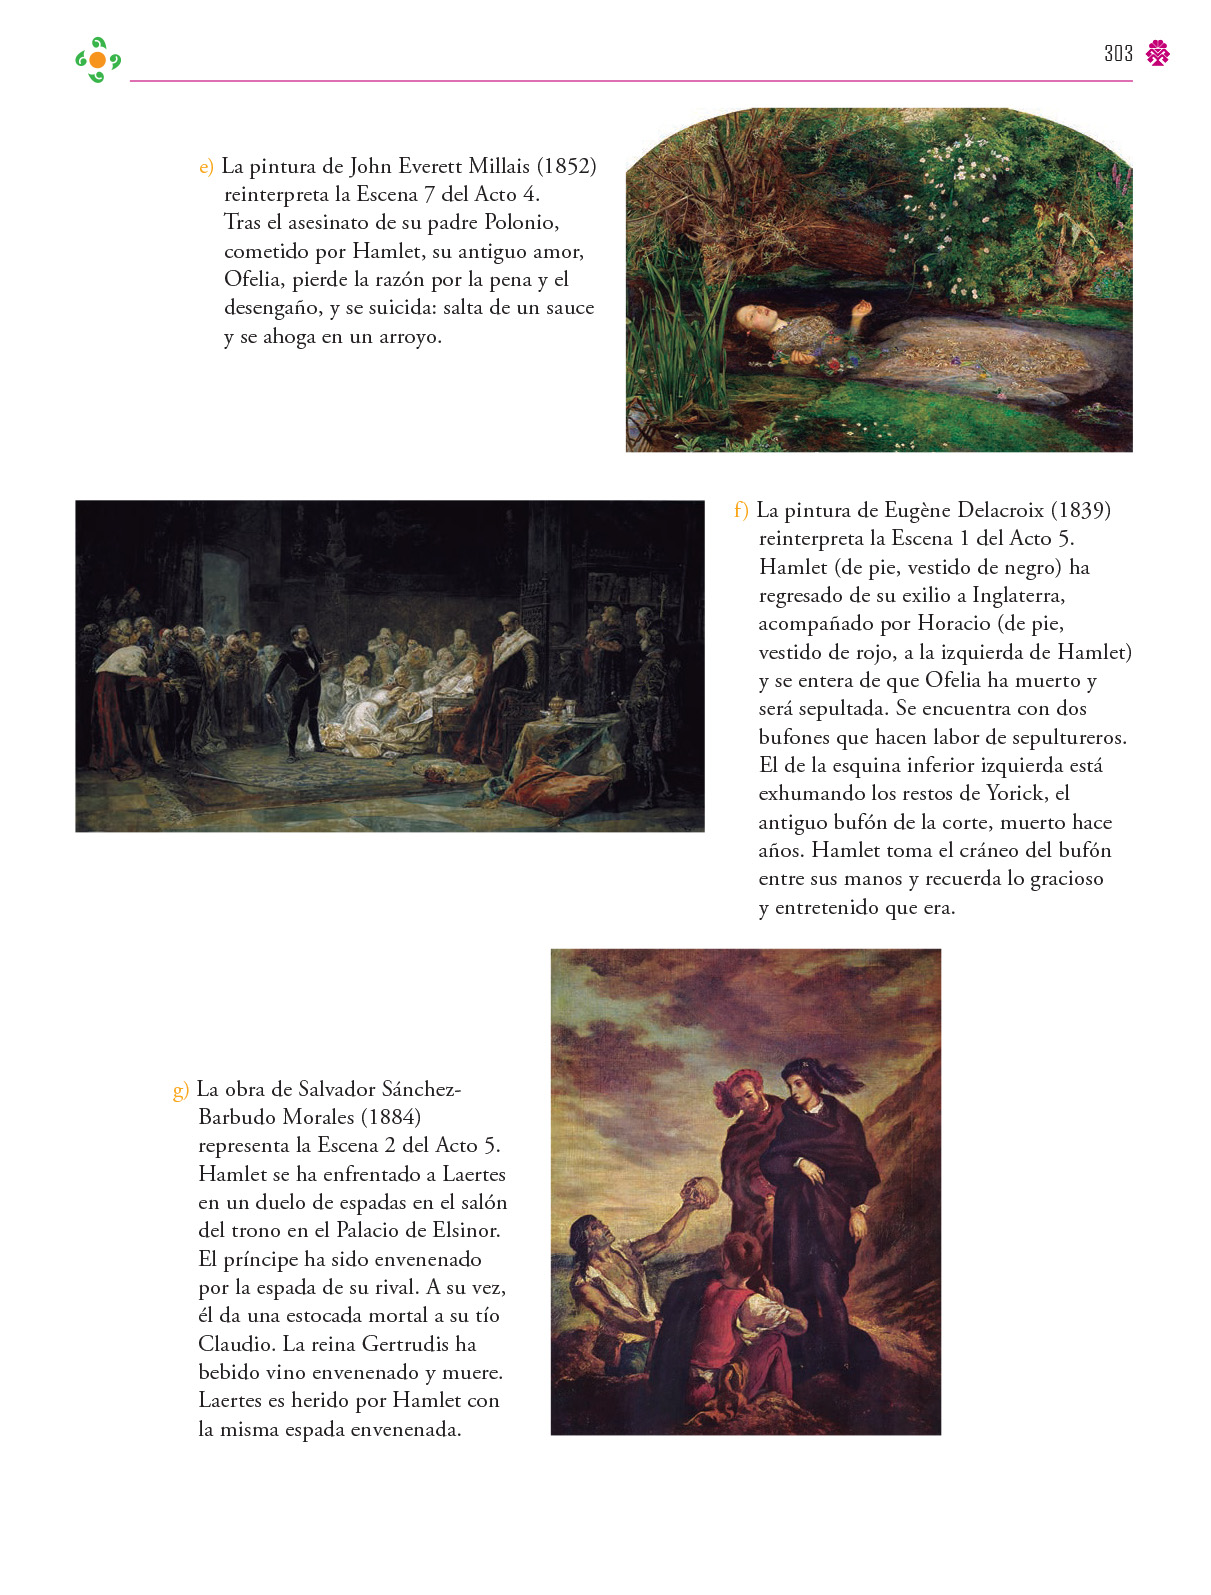 303
e) La pintura de John Everett Millais (1852)
reinterpreta la Escena 7 del Acto 4.
Tras el asesinato de su padre Polonio,
cometido por Hamlet, su antiguo amor,
Ofelia, pierde la razón por la pena y el
desengaño, y se suicida: salta de un sauce
y se ahoga en un arroyo.
f) La pintura de Eugène Delacroix (1839)
reinterpreta la Escena 1 del Acto 5.
Hamlet (de pie, vestido de negro) ha
regresado de su exilio a Inglaterra,
acompañado por Horacio (de pie,
vestido de rojo, a la izquierda de Hamlet)
y se entera de que Ofelia ha muerto y
será sepultada. Se encuentra con dos
bufones que hacen labor de sepultureros.
El de la esquina inferior izquierda está
exhumando los restos de Yorick, el
antiguo bufón de la corte, muerto hace
años. Hamlet toma el cráneo del bufón
entre sus manos y recuerda lo gracioso
y entretenido que era.
g) La obra de Salvador Sánchez-
Barbudo Morales (1884)
representa la Escena 2 del Acto 5.
Hamlet se ha enfrentado a Laertes
en un duelo de espadas en el salón
del trono en el Palacio de Elsinor.
El príncipe ha sido envenenado
por la espada de su rival. A su vez,
él da una estocada mortal a su tío
Claudio. La reina Gertrudis ha
bebido vino envenenado y muere.
Laertes es herido por Hamlet con
la misma espada envenenada.